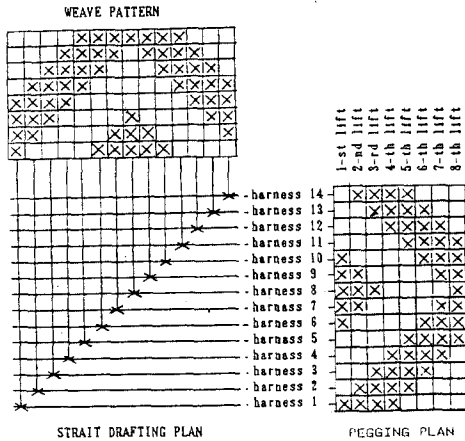 WEAVE PATTERN
1-st lift
2-nd lift
3-rd lift
4-th lift
5-th lift
6-th lift
7-th lift
8-th lift
harness 14
harness 13
harness 12
harness 11
harness 10
harness 9
harness 8
harness 7
harness 6
harness 5
harness 4
harness 3
harness 2
harness 1
STRAIT DRAFTING PLAN
PEGGING PLAN